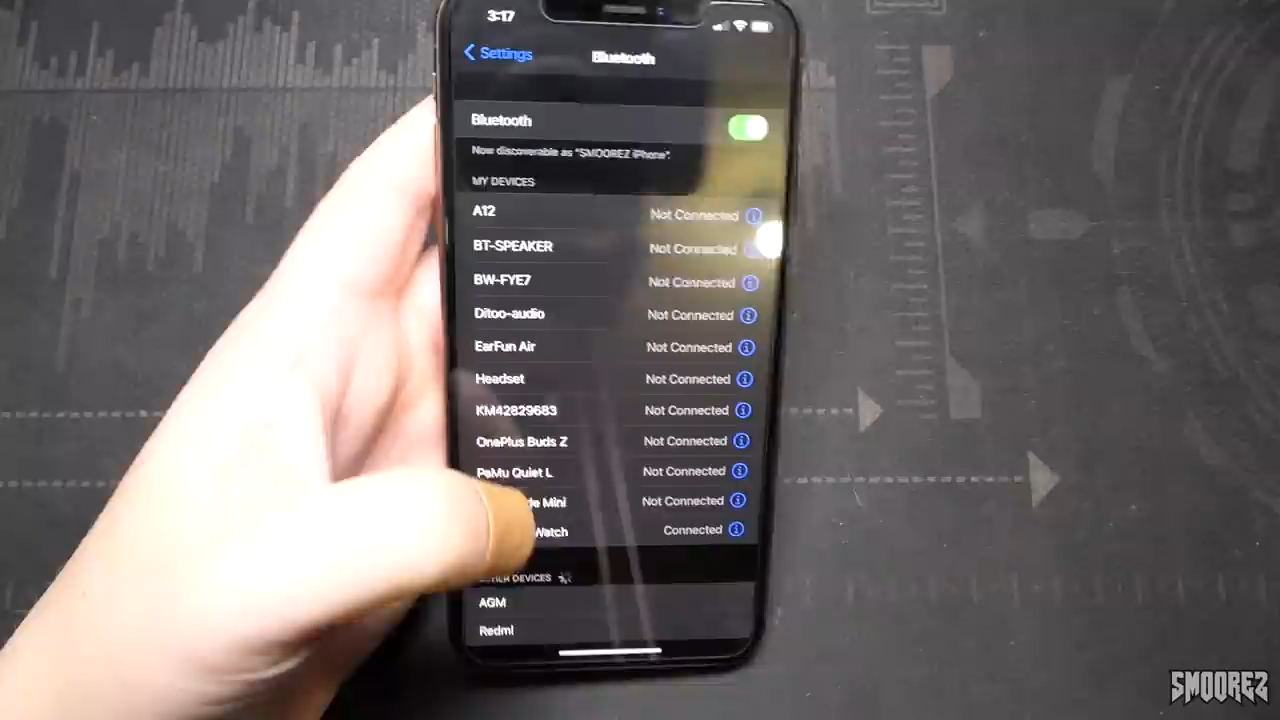 3:17
Settings
Bluetooth
Bluetooth
Now discoverable as "SMOOREZ iPhone".
MY DEVICES
A12 Not Connected
BT-SPEAKER Not Connected
BW-FYE7 Not Connected
Ditoo-audio Not Connected
EarFun Air Not Connected
Headset Not Connected
KM42829683 Not Connected
OnePlus Buds Z Not Connected
PaMu Quiet L Not Connected
Mini Not Connected
Watch Connected
DEVICES
AGM
Redmi
SMOOREZ